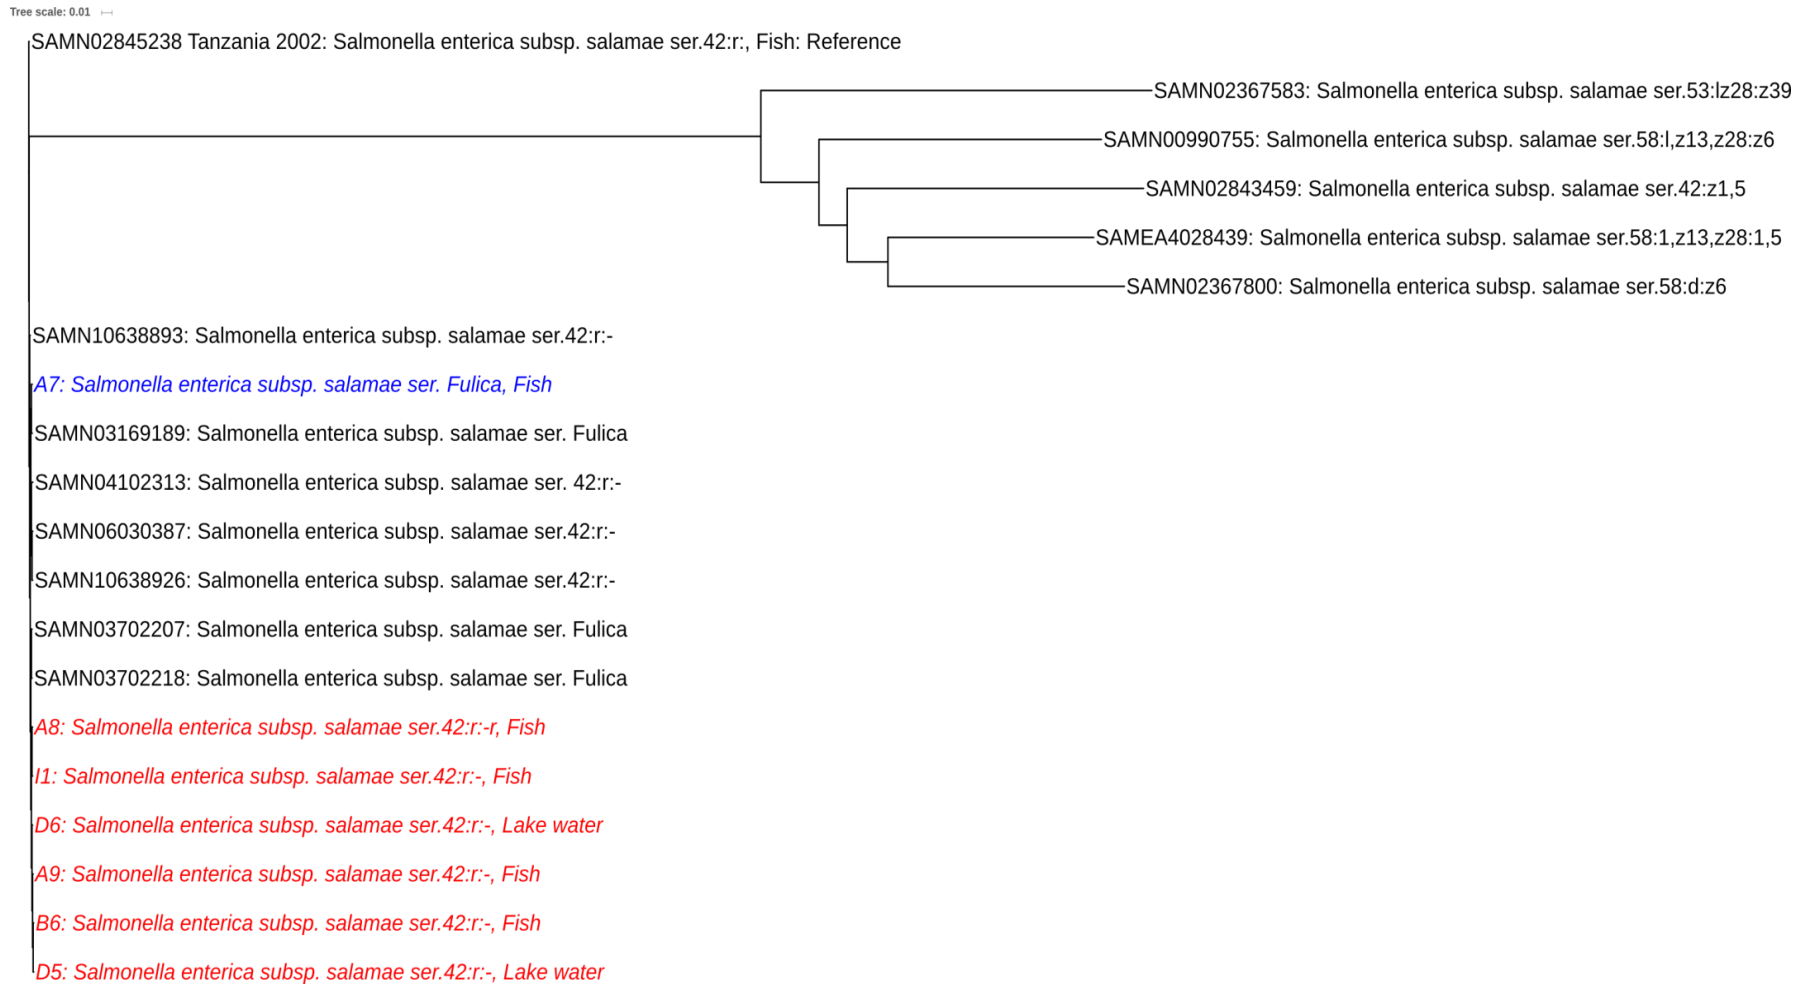 Tree scale: 0.01
SAMN02845238 Tanzania 2002: Salmonella enterica subsp. salamae ser.42:r:, Fish: Reference
SAMN02367583: Salmonella enterica subsp. salamae ser.53:lz28:z39
SAMN00990755: Salmonella enterica subsp. salamae ser.58:l,z13,z28:z6
SAMN02843459: Salmonella enterica subsp. salamae ser.42:z1,5
SAMEA4028439: Salmonella enterica subsp. salamae ser.58:1,z13,z28:1,5
SAMN02367800: Salmonella enterica subsp. salamae ser.58:d:z6
SAMN10638893: Salmonella enterica subsp. salamae ser.42:r:-
A7: Salmonella enterica subsp. salamae ser. Fulica, Fish
SAMN03169189: Salmonella enterica subsp. salamae ser. Fulica
SAMN04102313: Salmonella enterica subsp. salamae ser. 42:r:-
SAMN06030387: Salmonella enterica subsp. salamae ser.42:r:-
SAMN10638926: Salmonella enterica subsp. salamae ser.42:r:-
SAMN03702207: Salmonella enterica subsp. salamae ser. Fulica
SAMN03702218: Salmonella enterica subsp. salamae ser. Fulica
A8: Salmonella enterica subsp. salamae ser.42:r:-r, Fish
I1: Salmonella enterica subsp. salamae ser.42:r:-, Fish
D6: Salmonella enterica subsp. salamae ser.42:r:-, Lake water
A9: Salmonella enterica subsp. salamae ser.42:r:-, Fish
B6: Salmonella enterica subsp. salamae ser.42:r:-, Fish
D5: Salmonella enterica subsp. salamae ser.42:r:-, Lake water